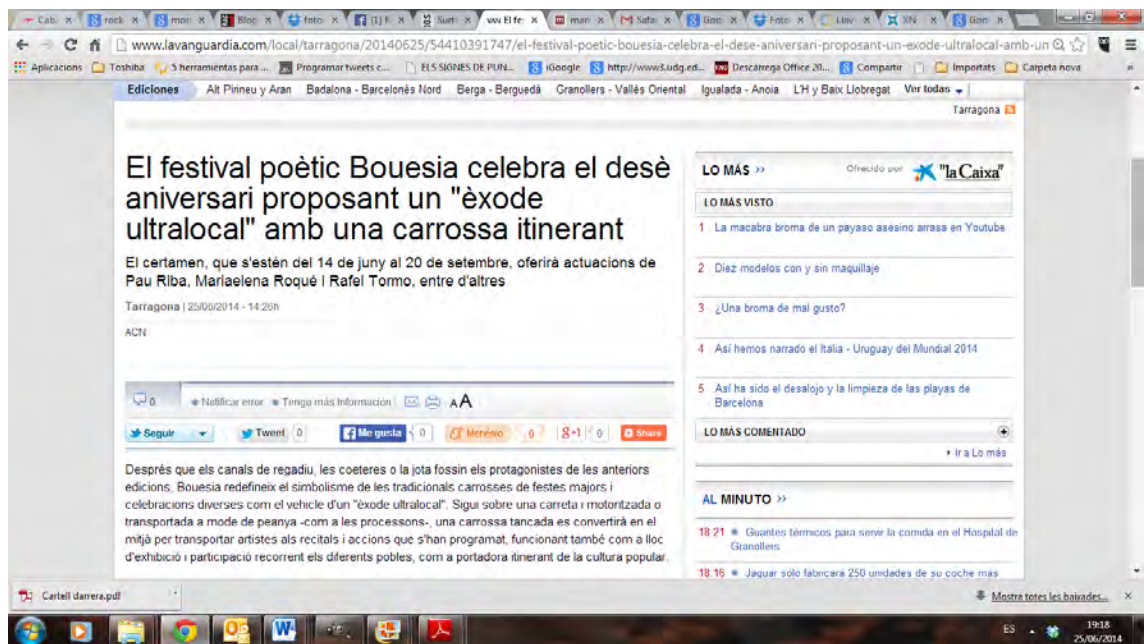 www.lavanguardia.com/local/tarragona/20140625/54410391747/el-festival-poetic-bouesia-celebra-el-dese-aniversari-proposant-un-exode-ultralocal-amb-un
Aplicacions Toshiba 5 herramientas para ... Programar tweets c... ELS SIGNES DE PUN... iGoogle http://www3.udg.ed... Descàrrega Office 20... Compartir Importats Carpeta nova
Ediciones Alt Pirineu y Aran Badalona - Barcelonès Nord Berga - Berguedà Granollers - Vallès Oriental Igualada - Anoia L'H y Baix Llobregat Ver todas
Tarragona
El festival poètic Bouesia celebra el desè
aniversari proposant un "èxode
ultralocal" amb una carrossa itinerant
El certamen, que s'estén del 14 de juny al 20 de setembre, oferirà actuacions de
Pau Riba, Mariaelena Roqué i Rafel Tormo, entre d'altres
Tarragona | 25/06/2014 - 14:26h
ACN
0 Notificar error Tengo más Información A A
Seguir Tweet 0 Me gusta 0 Menéalo 0 g+1 0 Share
Després que els canals de regadiu, les coeteres o la jota fossin els protagonistes de les anteriors
edicions, Bouesia redefineix el simbolisme de les tradicionals carrosses de festes majors i
celebracions diverses com el vehicle d'un "èxode ultralocal". Sigui sobre una carreta i motoritzada o
transportada a mode de peanya -com a les processons-, una carrossa tancada es convertirà en el
mitjà per transportar artistes als recitals i accions que s'han programat, funcionant també com a lloc
d'exhibició i participació recorrent els diferents pobles, com a portadora itinerant de la cultura popular.
LO MÁS >> Ofrecido por "la Caixa"
LO MÁS VISTO
1 La macabra broma de un payaso asesino arrasa en Youtube
2 Diez modelos con y sin maquillaje
3 ¿Una broma de mal gusto?
4 Así hemos narrado el Italia - Uruguay del Mundial 2014
5 Así ha sido el desalojo y la limpieza de las playas de
Barcelona
LO MÁS COMENTADO
Ir a Lo más
AL MINUTO >>
18:21 Guantes térmicos para servir la comida en el Hospital de
Granollers
18:16 Jaguar sólo fabricará 250 unidades de su coche más
Cartell darrera.pdf
Mostra totes les baixades...
ES 19:18
25/06/2014